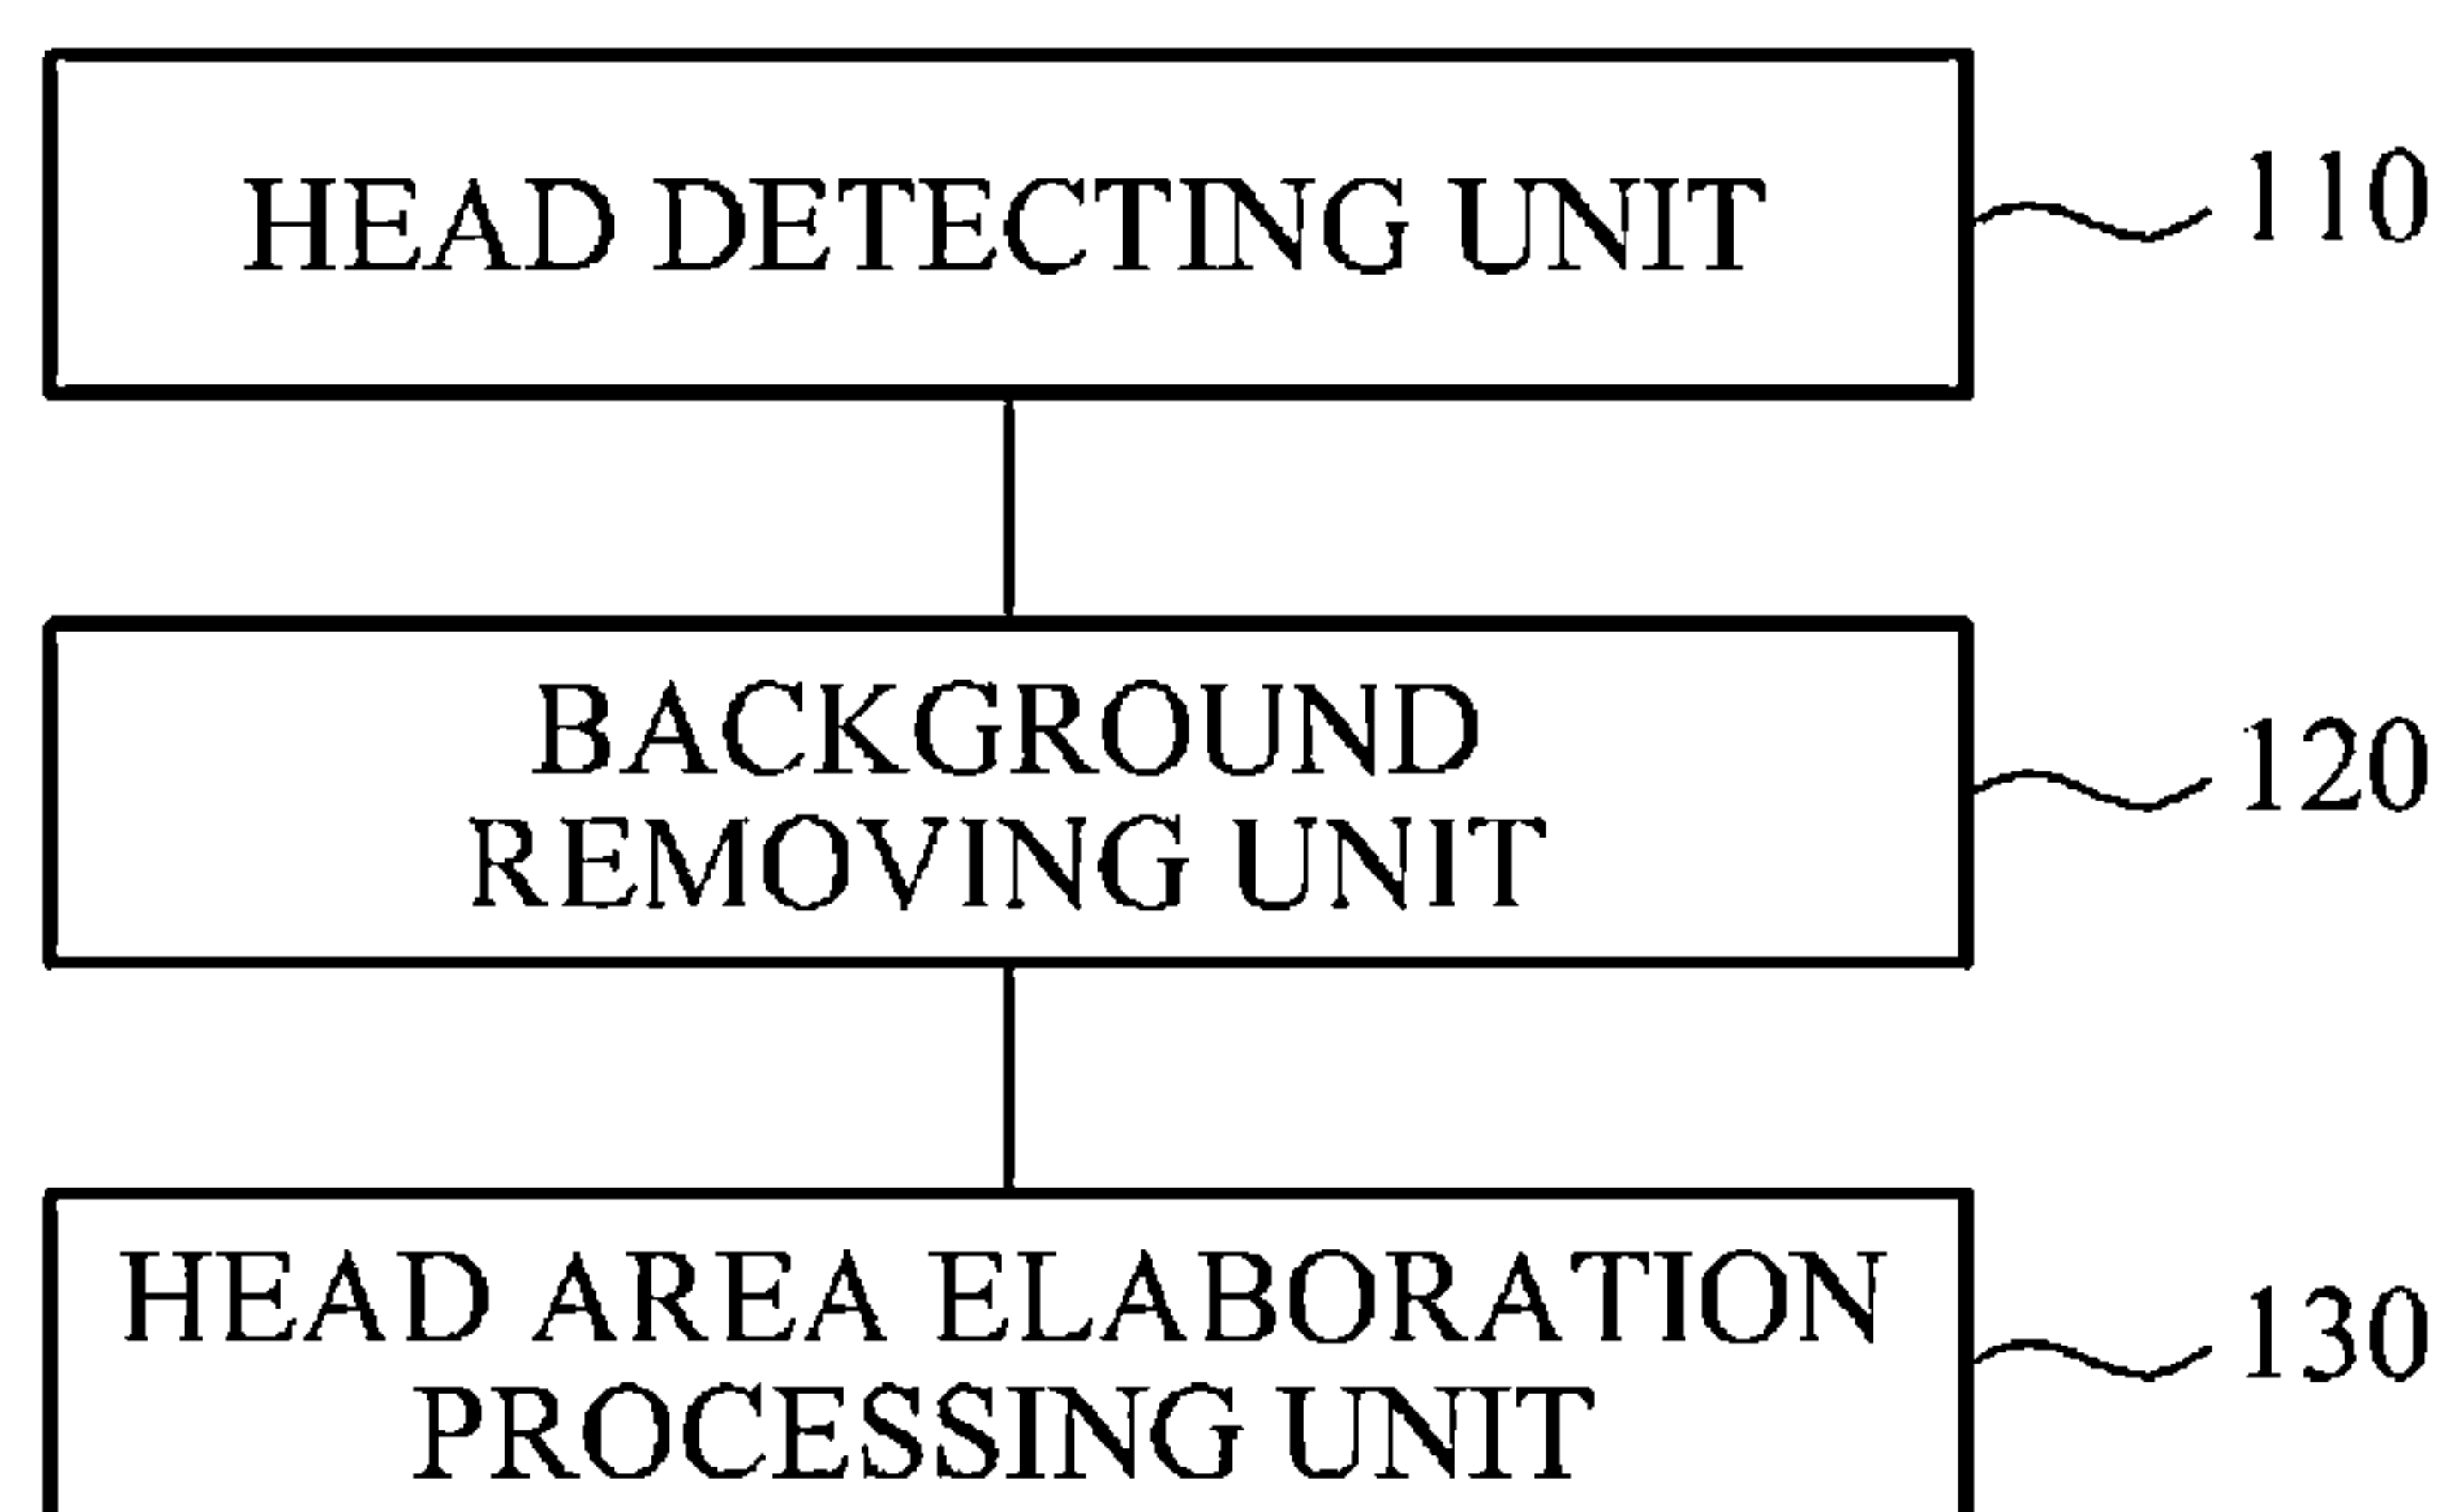 HEAD DETECTING UNIT
110
BACKGROUND
REMOVING UNIT
120
HEAD AREA ELABORATION
PROCESSING UNIT
130